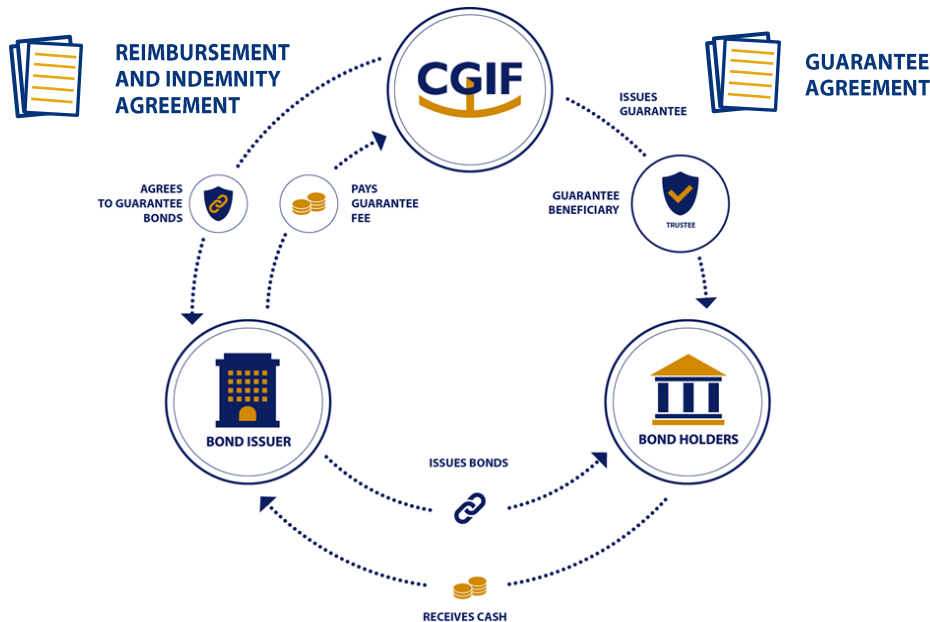 REIMBURSEMENT
AND INDEMNITY
AGREEMENT
CGIF
GUARANTEE
AGREEMENT
ISSUES
GUARANTEE
AGREES
TO GUARANTEE
BONDS
PAYS
GUARANTEE
FEE
GUARANTEE
BENEFICIARY
TRUSTEE
BOND ISSUER
BOND HOLDERS
ISSUES BONDS
RECEIVES CASH